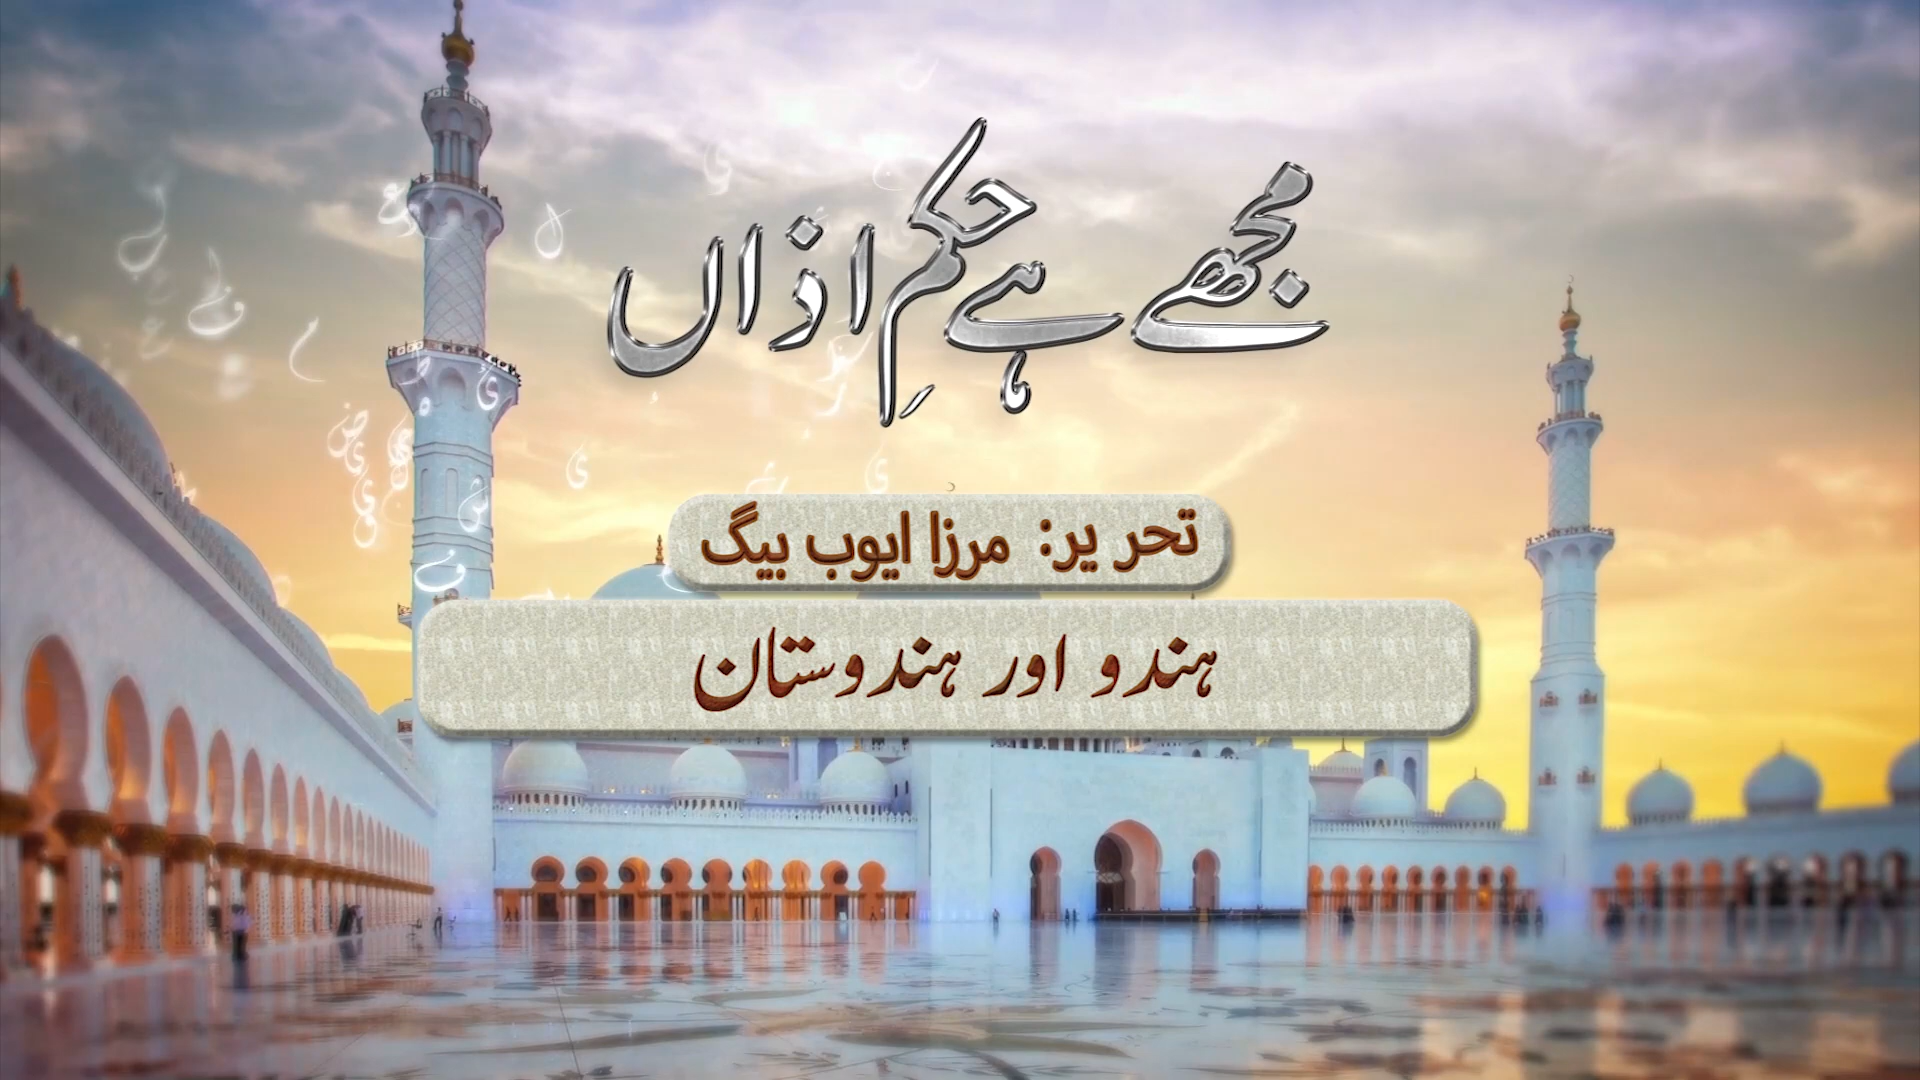 مجھے ہے حکمِ اذاں
تحریر: مرزا ایوب بیگ
ہندو اور ہندوستان